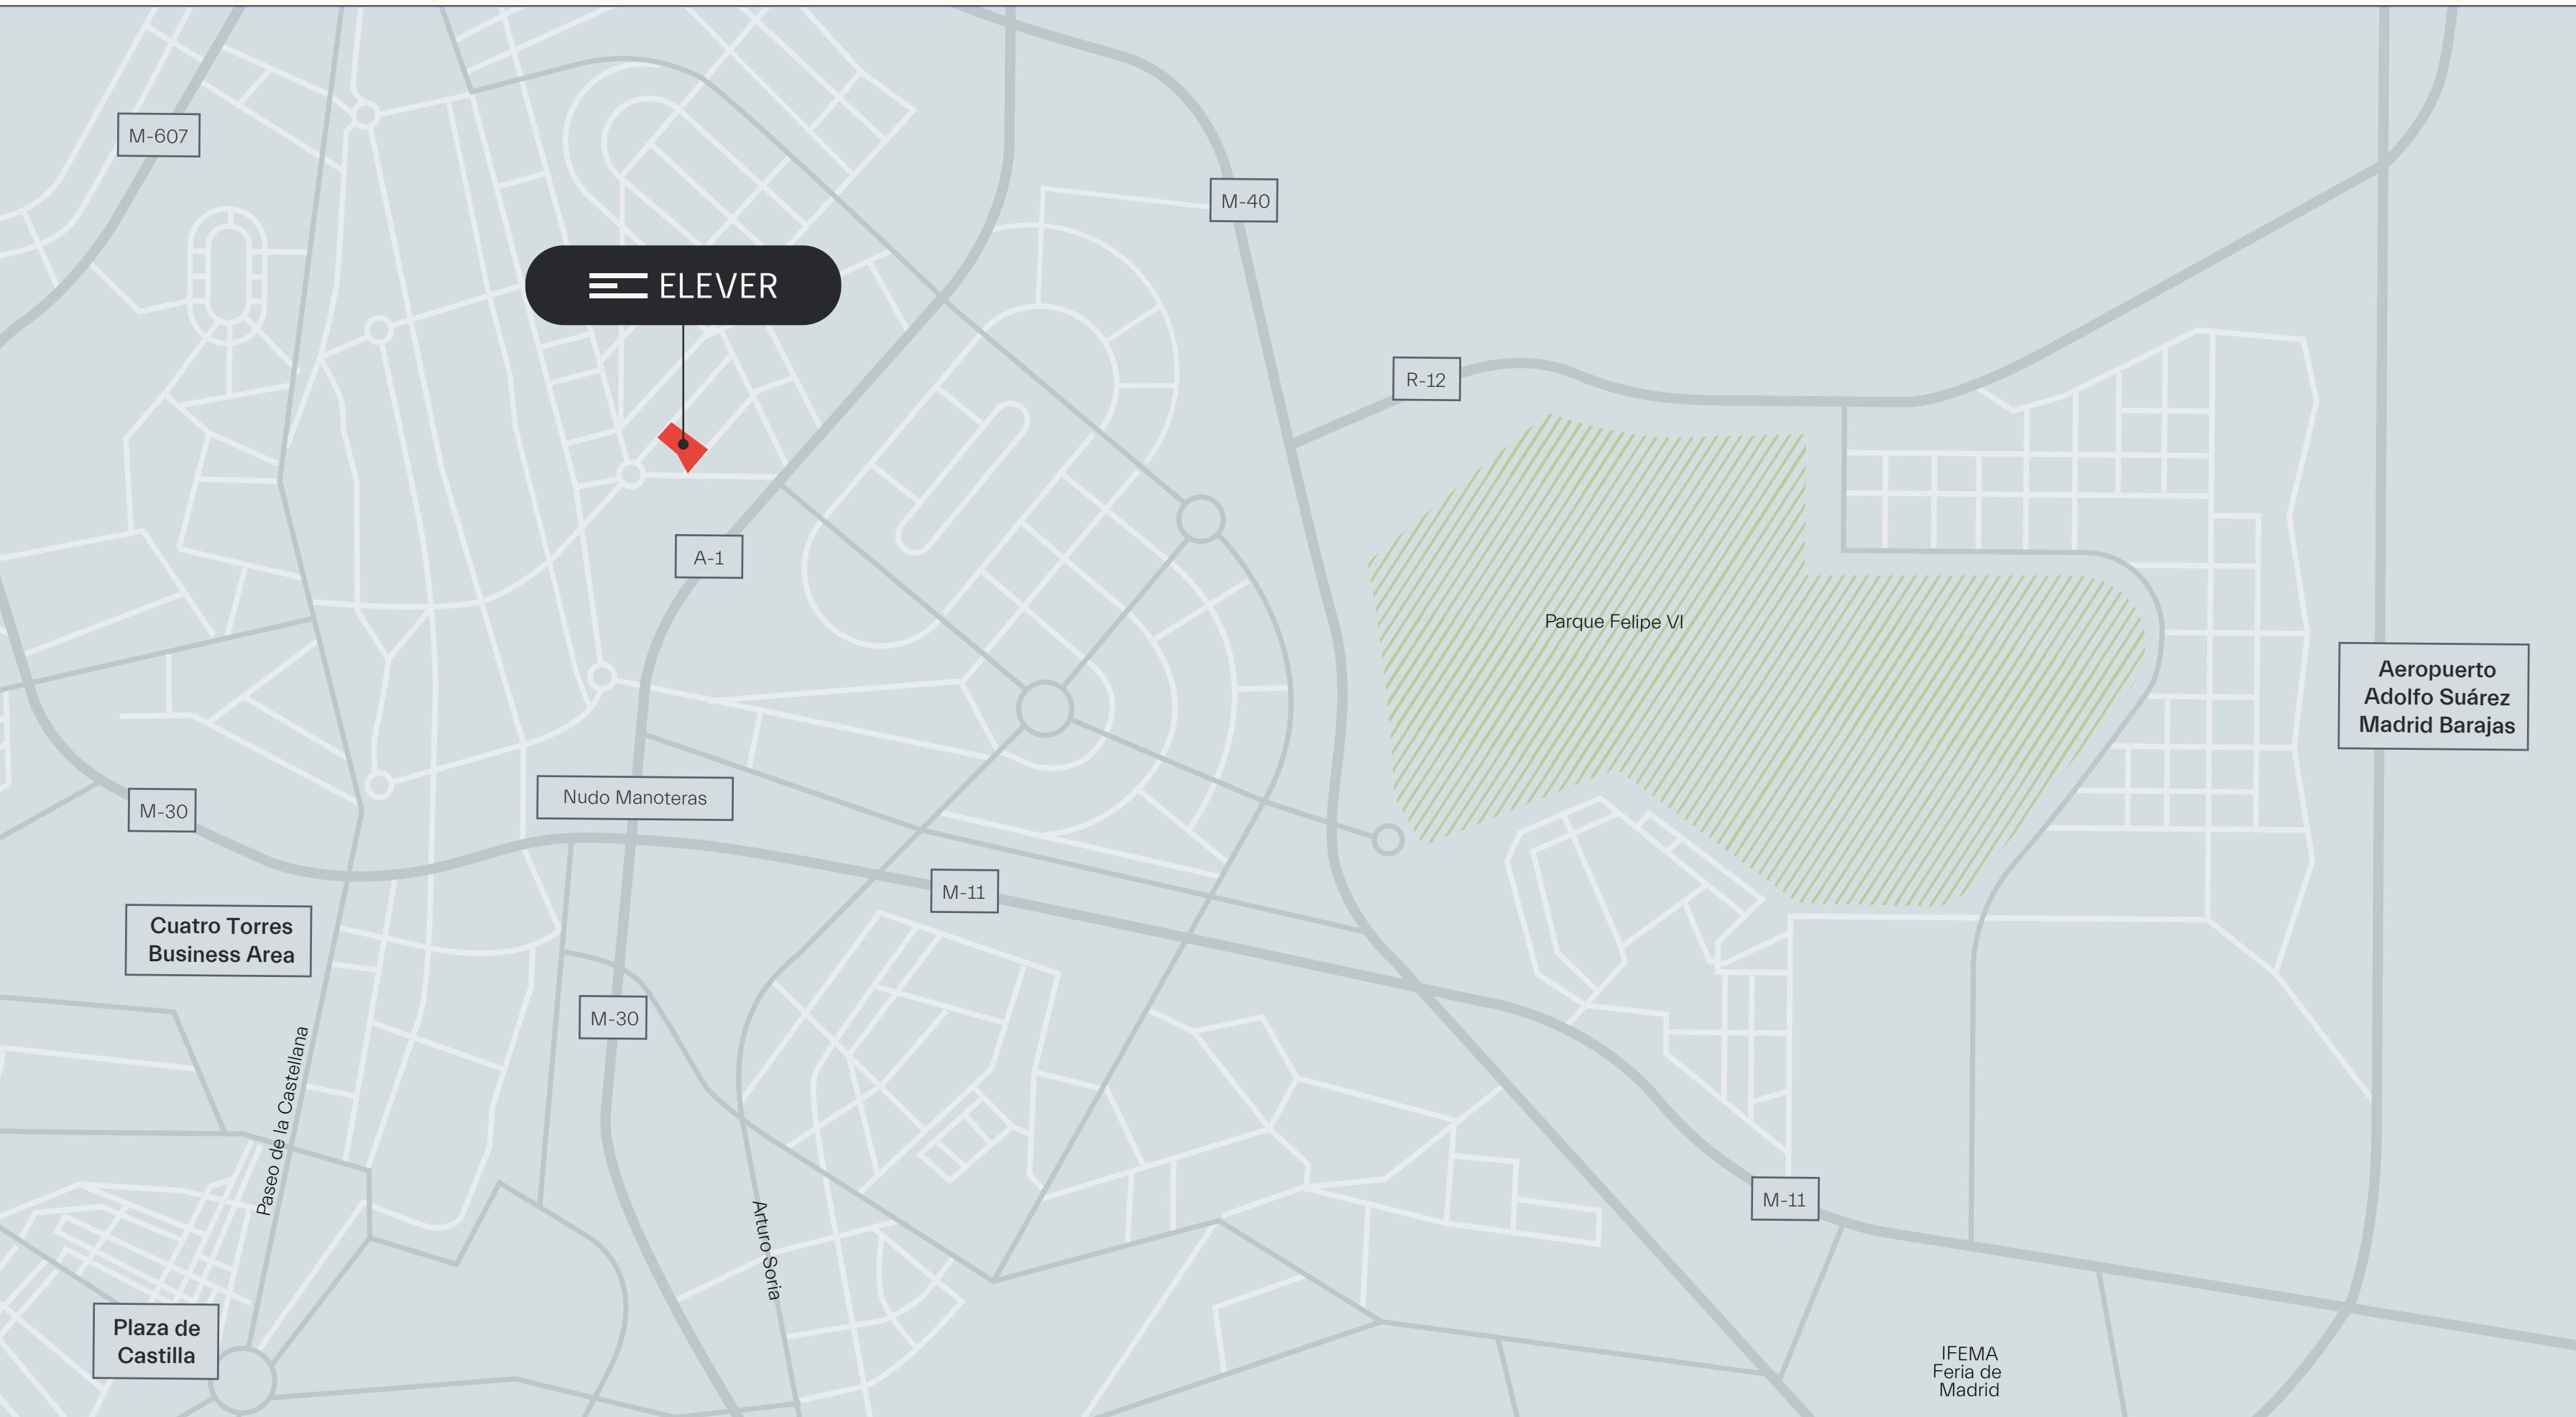 M-607
M-40
ELEVER
R-12
A-1
Parque Felipe VI
Aeropuerto
Adolfo Suárez
Madrid Barajas
Nudo Manoteras
M-30
M-11
Cuatro Torres
Business Area
M-30
Paseo de la Castellana
M-11
Arturo Soria
Plaza de
Castilla
IFEMA
Feria de
Madrid